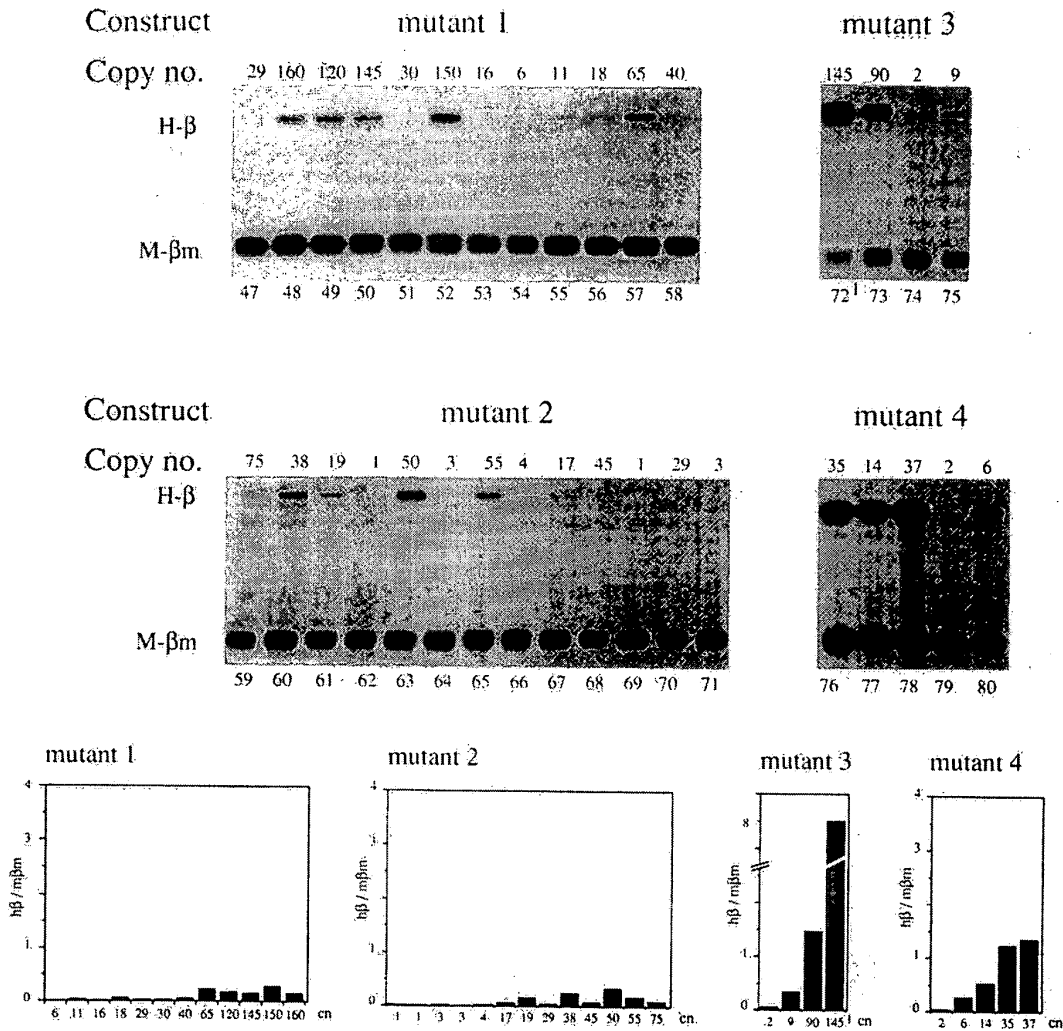 Construct mutant 1 mutant 3
Copy no. 29 160 120 145 30 150 16 6 11 18 65 40 145 90 2 9
H-β
M-βm
47 48 49 50 51 52 53 54 55 56 57 58 72 73 74 75
Construct mutant 2 mutant 4
Copy no. 75 38 19 1 50 3 55 4 17 45 1 29 3 35 14 37 2 6
H-β
M-βm
59 60 61 62 63 64 65 66 67 68 69 70 71 76 77 78 79 80
mutant 1 mutant 2 mutant 3 mutant 4
4 4 8 4
3 3 3
hβ / mβm hβ / mβm hβ / mβm hβ / mβm
1 1 1 1
0 0 0 0
6 11 16 18 29 30 40 65 120 145 150 160 cn
1 1 3 3 4 17 19 29 38 45 50 55 75 cn
2 9 90 145 cn
2 6 14 35 37 cn